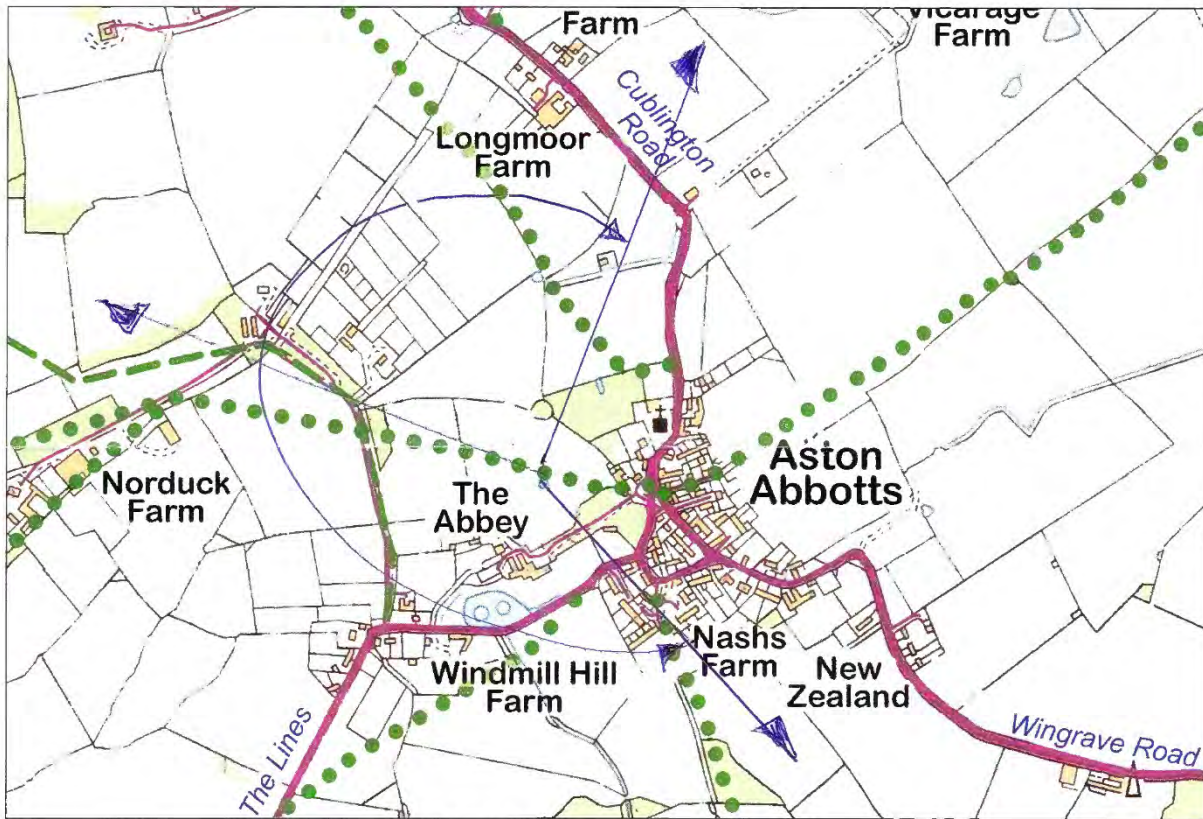 Farm
Vicarage
Farm
Cublington
Road
Longmoor
Farm
Aston
Abbotts
Norduck
Farm
The
Abbey
Nashs
Farm
New
Zealand
Windmill Hill
Farm
The Lines
Wingrave Road